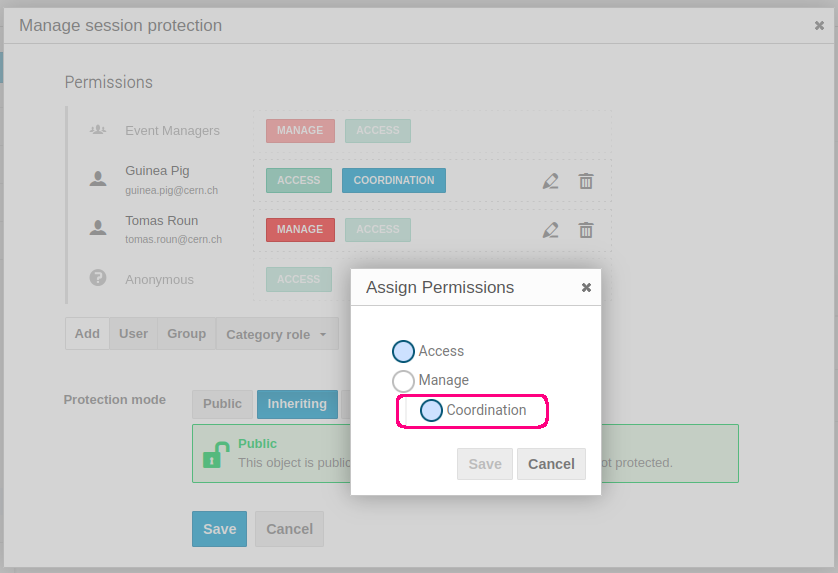 Manage session protection
Permissions
Event Managers MANAGE ACCESS
Guinea Pig
guinea.pig@cern.ch
ACCESS COORDINATION
Tomas Roun
tomas.roun@cern.ch
MANAGE ACCESS
Anonymous ACCESS
Add User Group Category role
Protection mode Public Inheriting
Public
This object is public
ot protected.
Save Cancel
Assign Permissions
Access
Manage
Coordination
Save Cancel